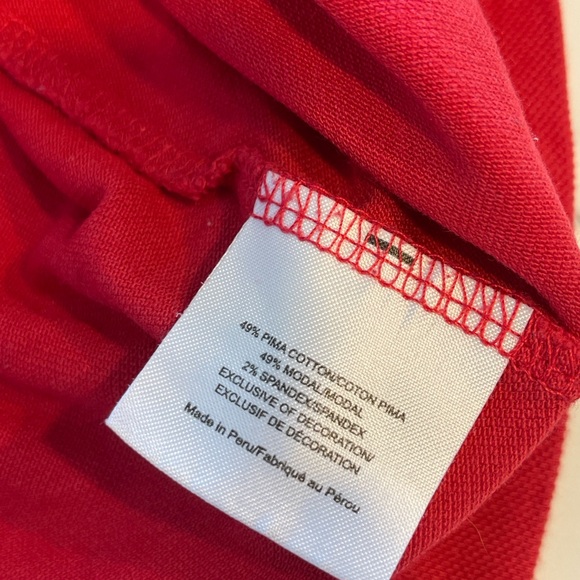 49% PIMA COTTON/COTON PIMA
49% MODAL/MODAL
2% SPANDEX/SPANDEX
EXCLUSIVE OF DECORATION/
EXCLUSIF DE DÉCORATION
Made in Peru/Fabriqué au Pérou